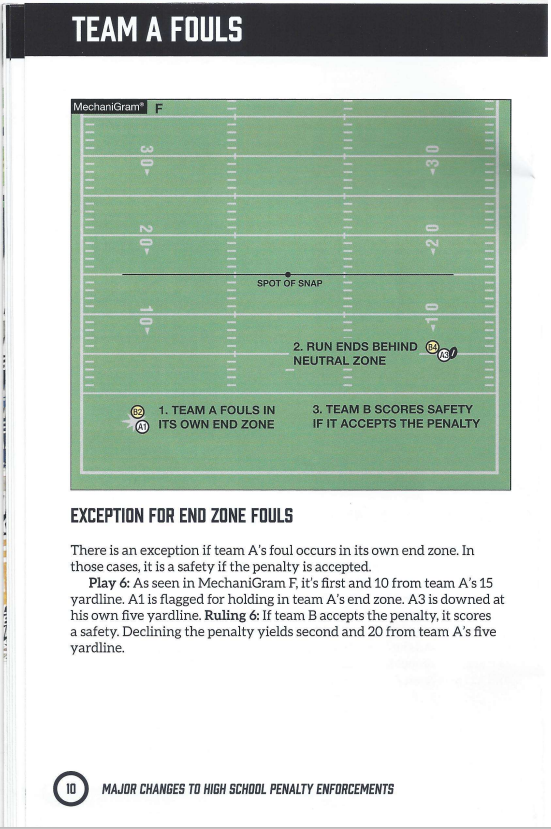 TEAM A FOULS
MechaniGram® F
30 30
20 20
SPOT OF SNAP
10 10
2. RUN ENDS BEHIND B4
NEUTRAL ZONE A3
B2 1. TEAM A FOULS IN 3. TEAM B SCORES SAFETY
A1 ITS OWN END ZONE IF IT ACCEPTS THE PENALTY
EXCEPTION FOR END ZONE FOULS
There is an exception if team A's foul occurs in its own end zone. In
those cases, it is a safety if the penalty is accepted.
Play 6: As seen in MechaniGram F, it's first and 10 from team A's 15
yardline. A1 is flagged for holding in team A's end zone. A3 is downed at
his own five yardline. Ruling 6: If team B accepts the penalty, it scores
a safety. Declining the penalty yields second and 20 from team A's five
yardline.
10 MAJOR CHANGES TO HIGH SCHOOL PENALTY ENFORCEMENTS